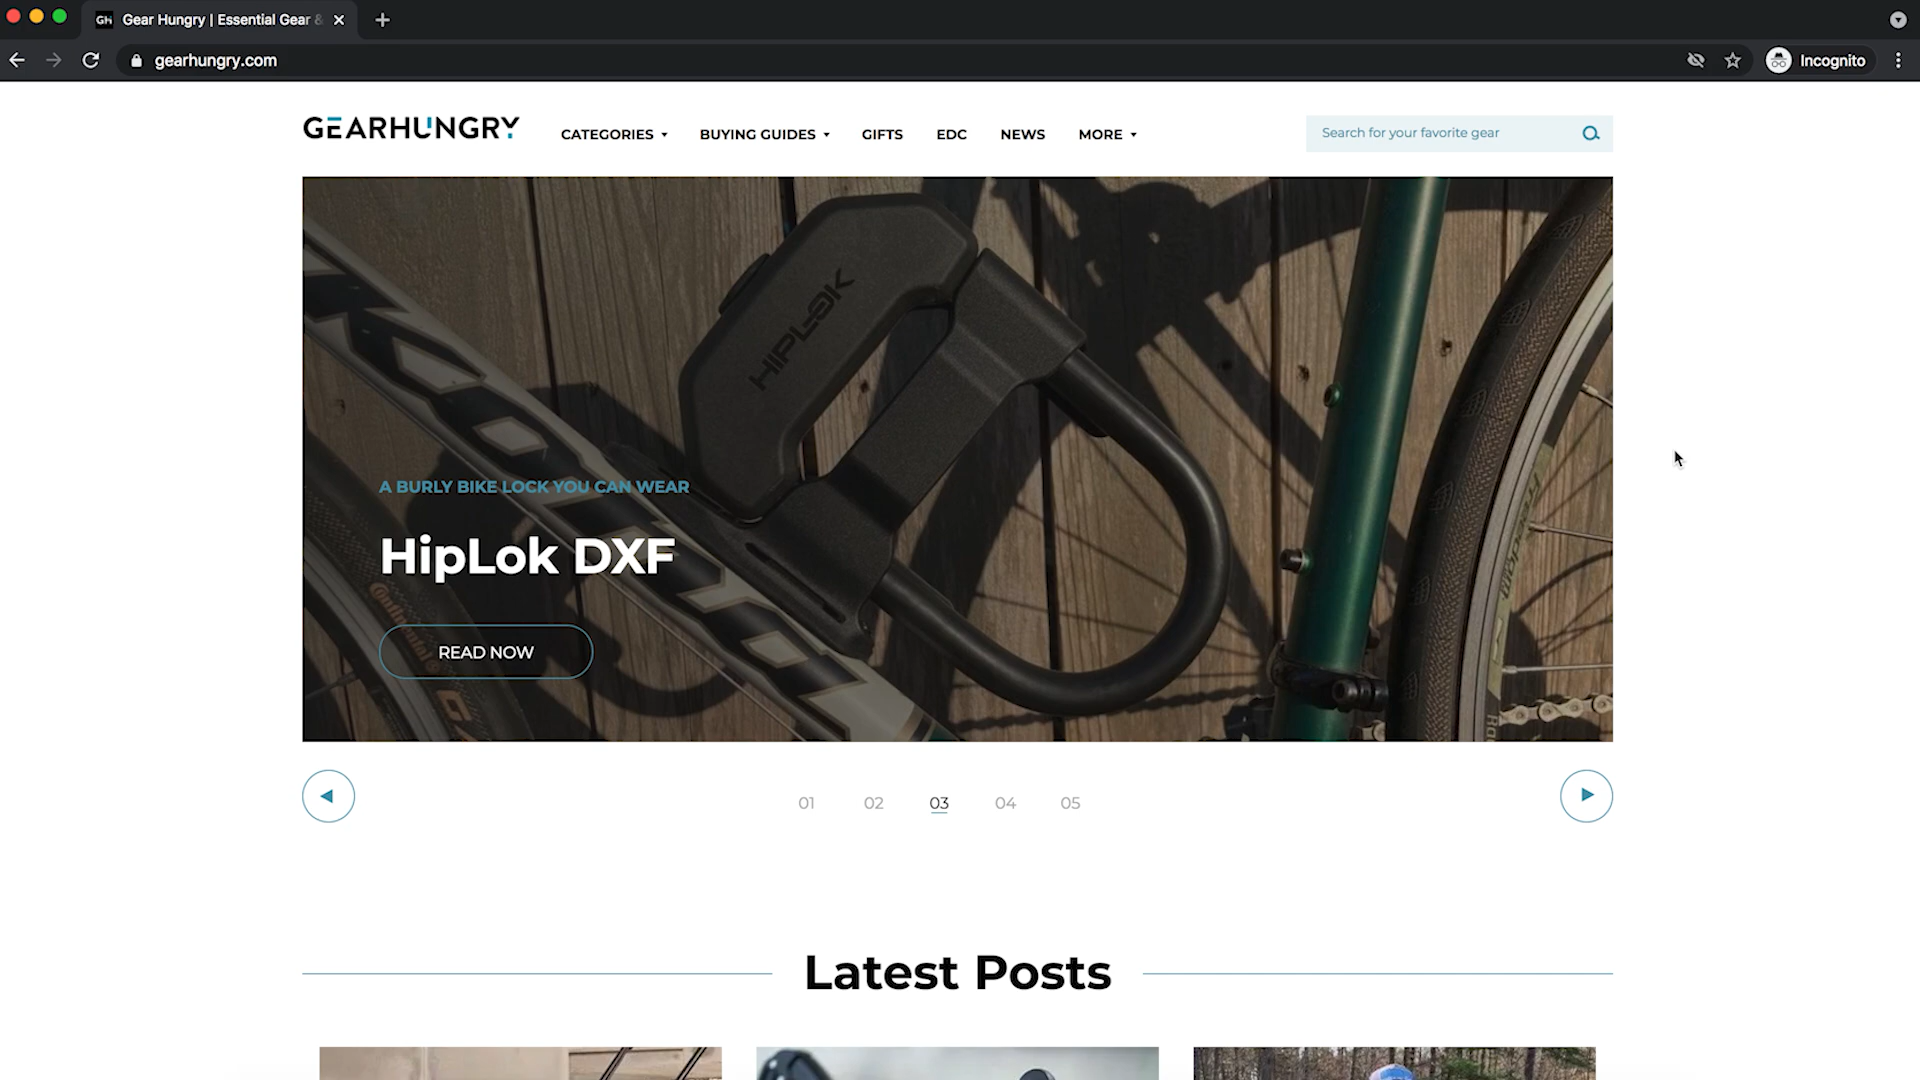 GH Gear Hungry | Essential Gear &
gearhungry.com
Incognito
GEARHUNGRY
CATEGORIES BUYING GUIDES GIFTS EDC NEWS MORE
Search for your favorite gear
HIPLOK
A BURLY BIKE LOCK YOU CAN WEAR
HipLok DXF
Continental
READ NOW
01 02 03 04 05
Latest Posts